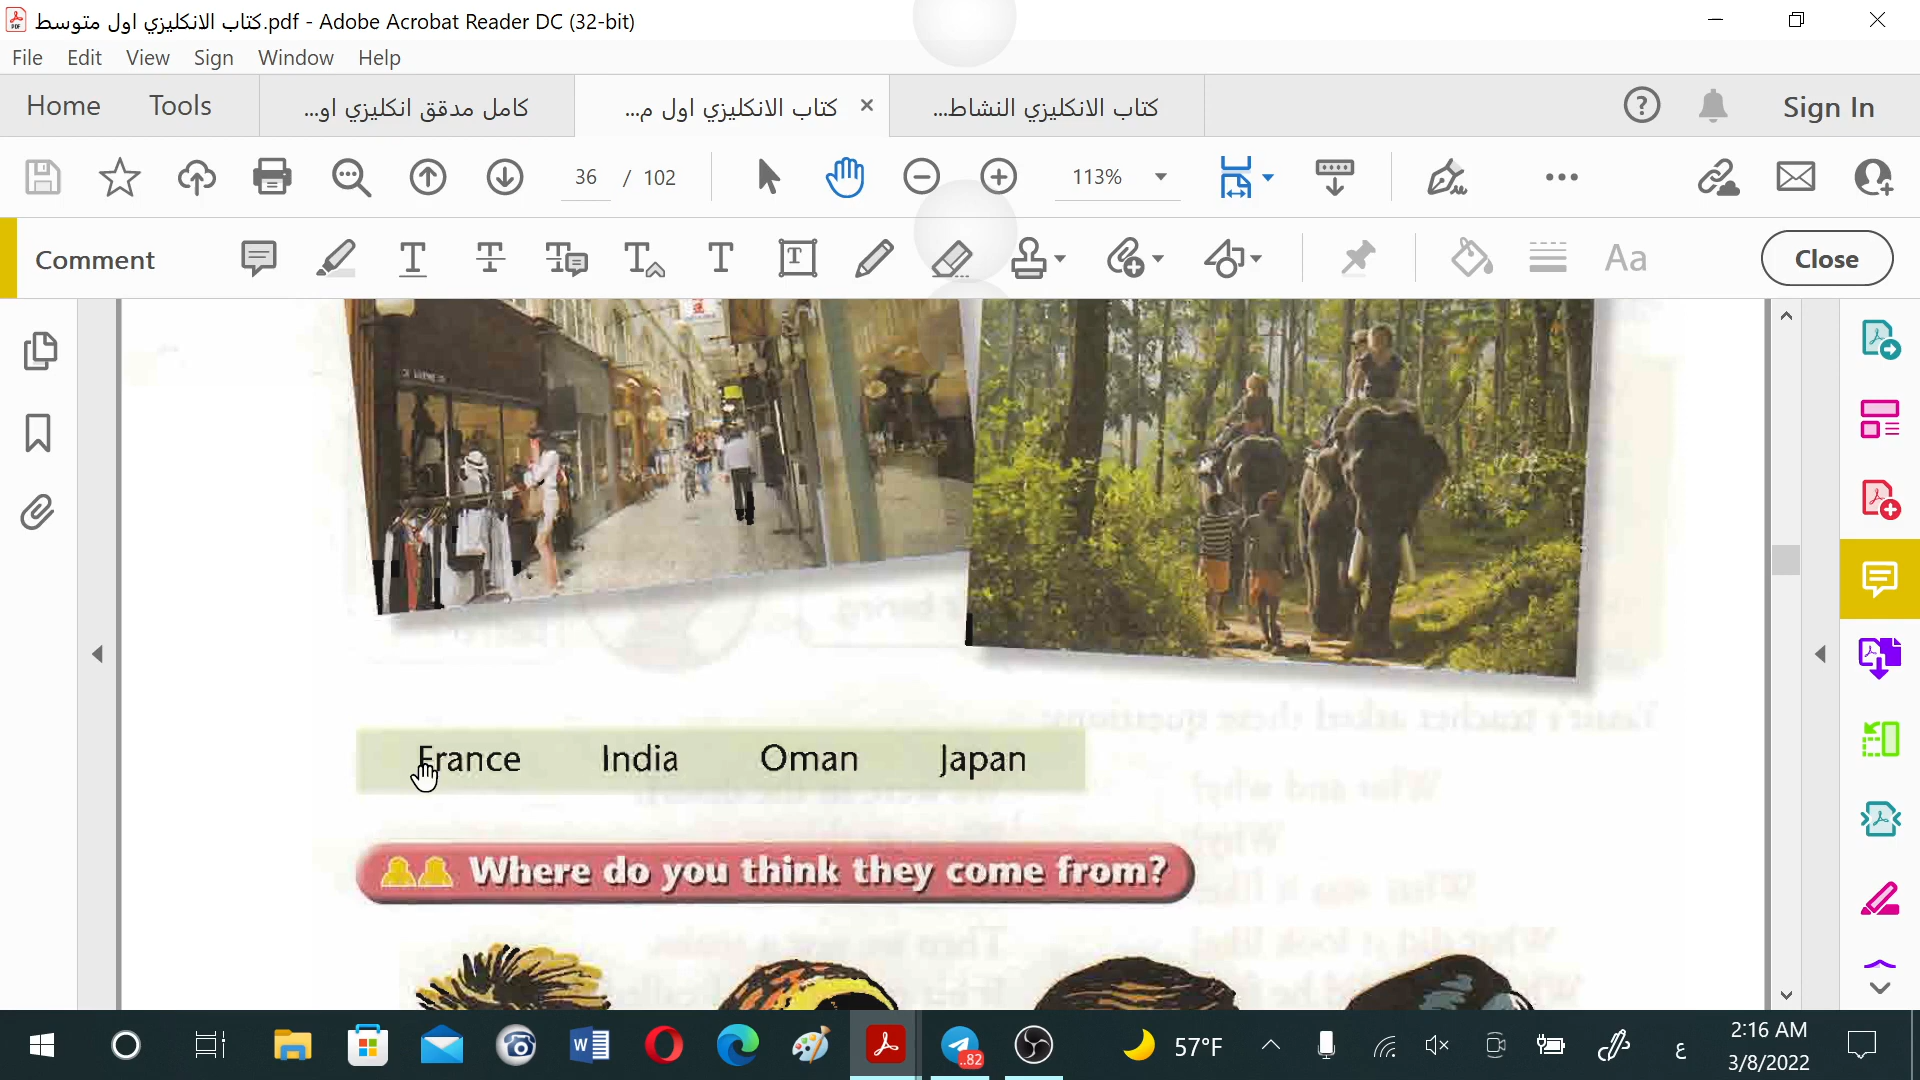 كتاب الانكليزي اول متوسط.pdf - Adobe Acrobat Reader DC (32-bit)
File Edit View Sign Window Help
Home Tools كامل مدقق انكليزي او... كتاب الانكليزي اول م... كتاب الانكليزي النشاط... Sign In
36 / 102 113%
Comment Aa Close
France India Oman Japan
Where do you think they come from?
82..
57°F
ع
2:16 AM
3/8/2022